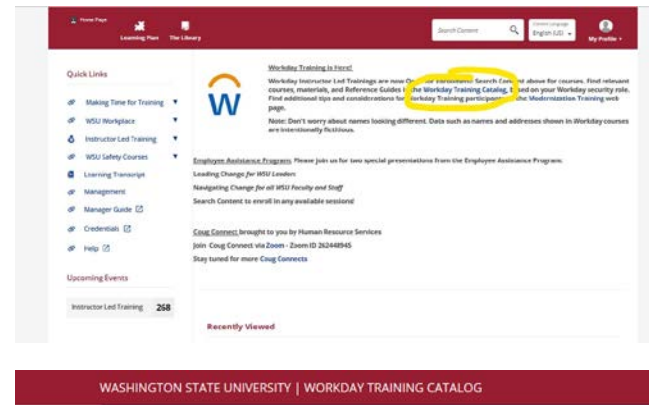 Home Page
Learning Plan The Library
Search Content
Content Language
English (US)
My Profile
Quick Links
Making Time for Training
WSU Workplace
Instructor Led Training
WSU Safety Courses
Learning Transcript
Management
Manager Guide
Credentials
Help
Upcoming Events
Instructor Led Training 268
Workday Training is Here!
Workday Instructor Led Trainings are now Open for Enrollment! Search Content above for courses. Find relevant
courses, materials, and Reference Guides in the Workday Training Catalog, based on your Workday security role.
Find additional tips and considerations for Workday Training participants on the Modernization Training web
page.
Note: Don't worry about names looking different. Data such as names and addresses shown in Workday courses
are intentionally fictitious.
Employee Assistance Program: Please join us for two special presentations from the Employee Assistance Program:
Leading Change for WSU Leaders
Navigating Change for all WSU Faculty and Staff
Search Content to enroll in any available sessions!
Coug Connect brought to you by Human Resource Services
Join Coug Connect via Zoom - Zoom ID 262448945
Stay tuned for more Coug Connects
Recently Viewed
WASHINGTON STATE UNIVERSITY | WORKDAY TRAINING CATALOG